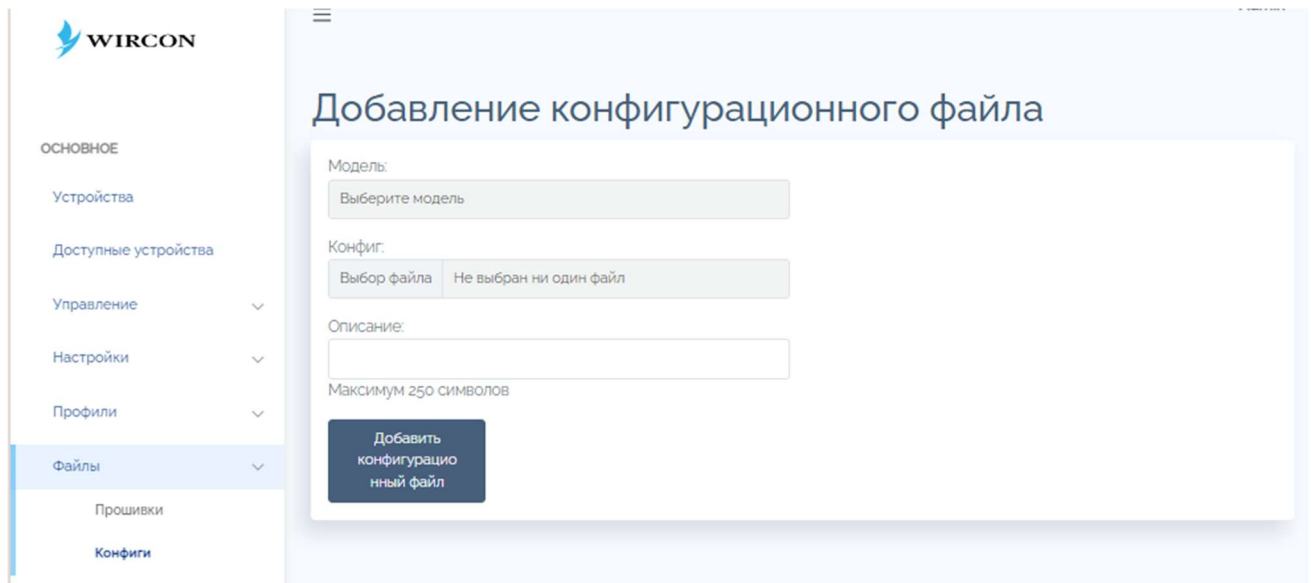 WIRCON
Добавление конфигурационного файла
ОСНОВНОЕ
Устройства
Доступные устройства
Управление
Настройки
Профили
Файлы
Прошивки
Конфиги
Модель:
Выберите модель
Конфиг:
Выбор файла Не выбран ни один файл
Описание:
Максимум 250 символов
Добавить
конфигурацио
нный файл